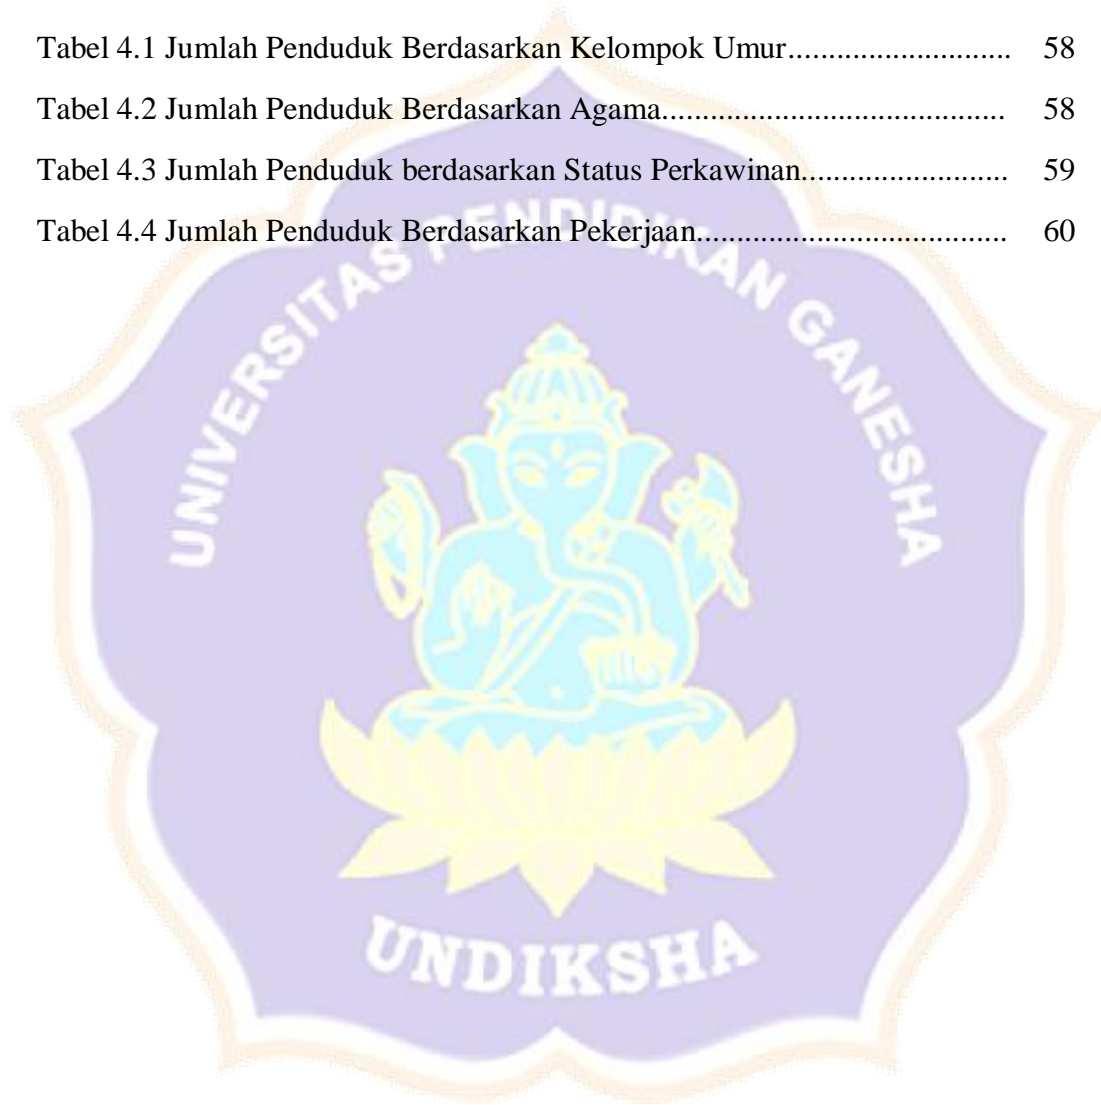 Tabel 4.1 Jumlah Penduduk Berdasarkan Kelompok Umur........................... 58
Tabel 4.2 Jumlah Penduduk Berdasarkan Agama.......................................... 58
Tabel 4.3 Jumlah Penduduk berdasarkan Status Perkawinan......................... 59
Tabel 4.4 Jumlah Penduduk Berdasarkan Pekerjaan...................................... 60
UNIVERSITAS PENDIDIKAN GANESHA
UNDIKSHA